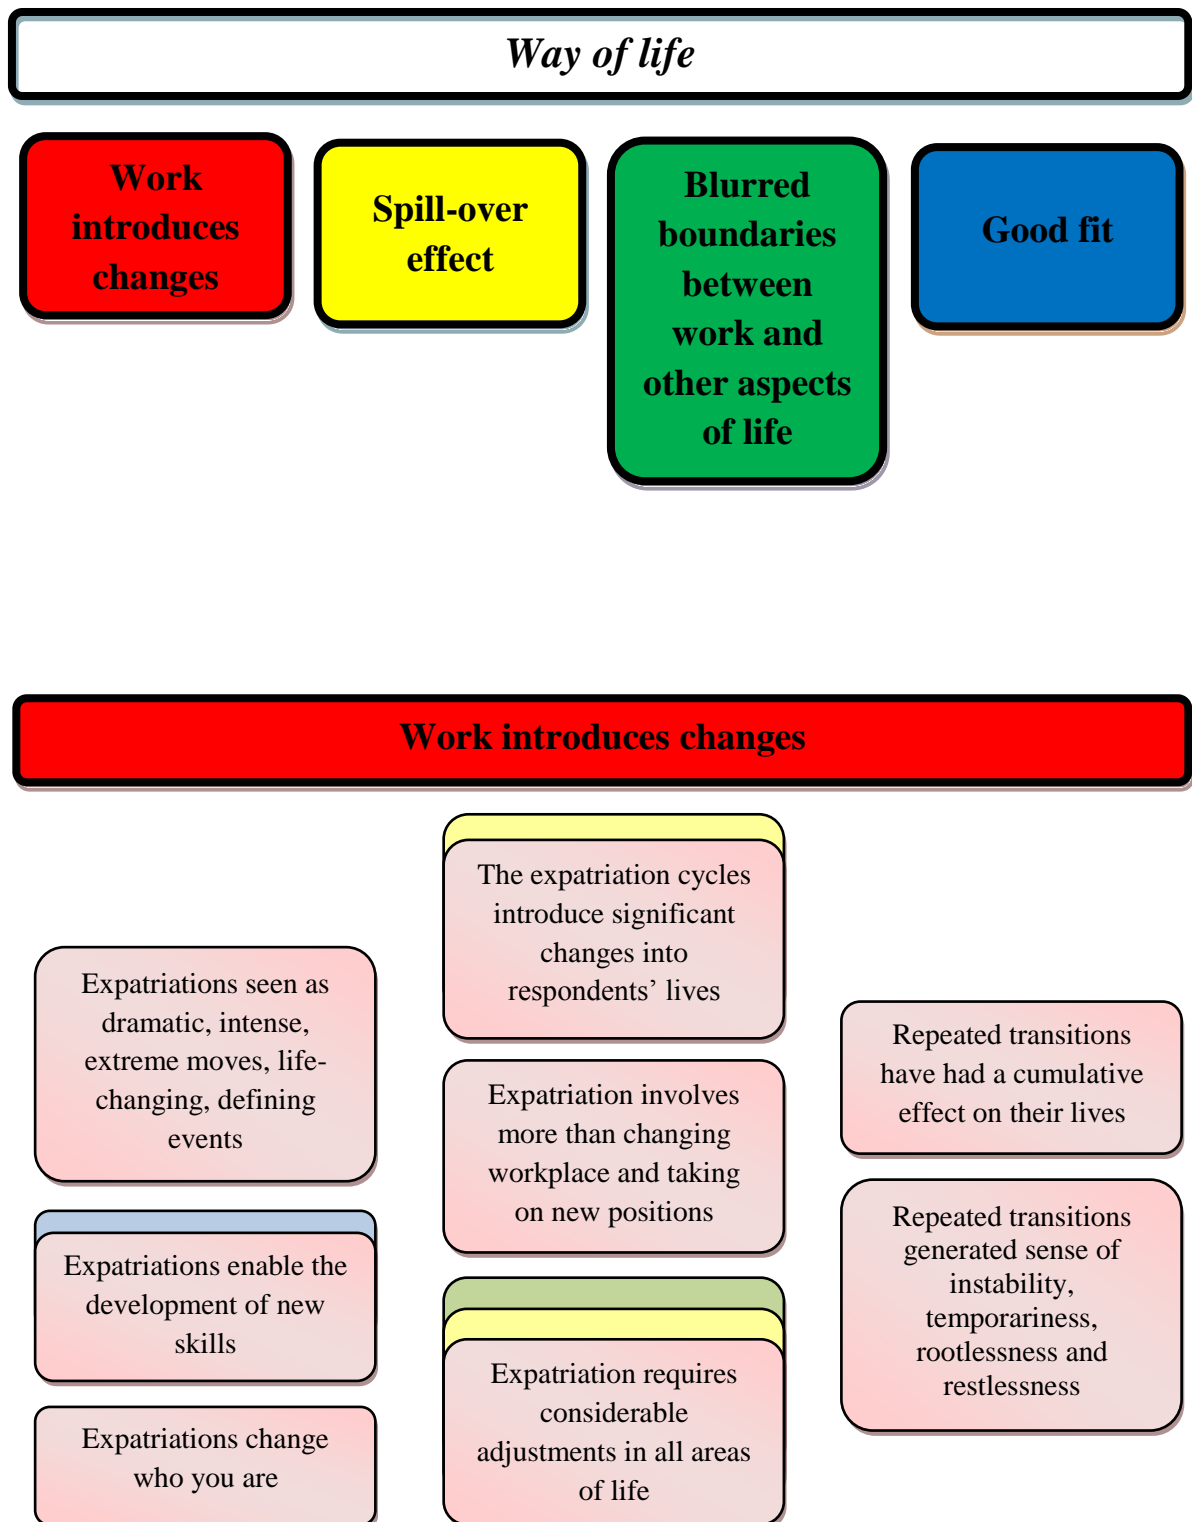 Way of life
Work
introduces
changes
Spill-over
effect
Blurred
boundaries
between
work and
other aspects
of life
Good fit
Work introduces changes
Expatriations seen as
dramatic, intense,
extreme moves, life-
changing, defining
events
Expatriations enable the
development of new
skills
Expatriations change
who you are
The expatriation cycles
introduce significant
changes into
respondents’ lives
Expatriation involves
more than changing
workplace and taking
on new positions
Expatriation requires
considerable
adjustments in all areas
of life
Repeated transitions
have had a cumulative
effect on their lives
Repeated transitions
generated sense of
instability,
temporariness,
rootlessness and
restlessness